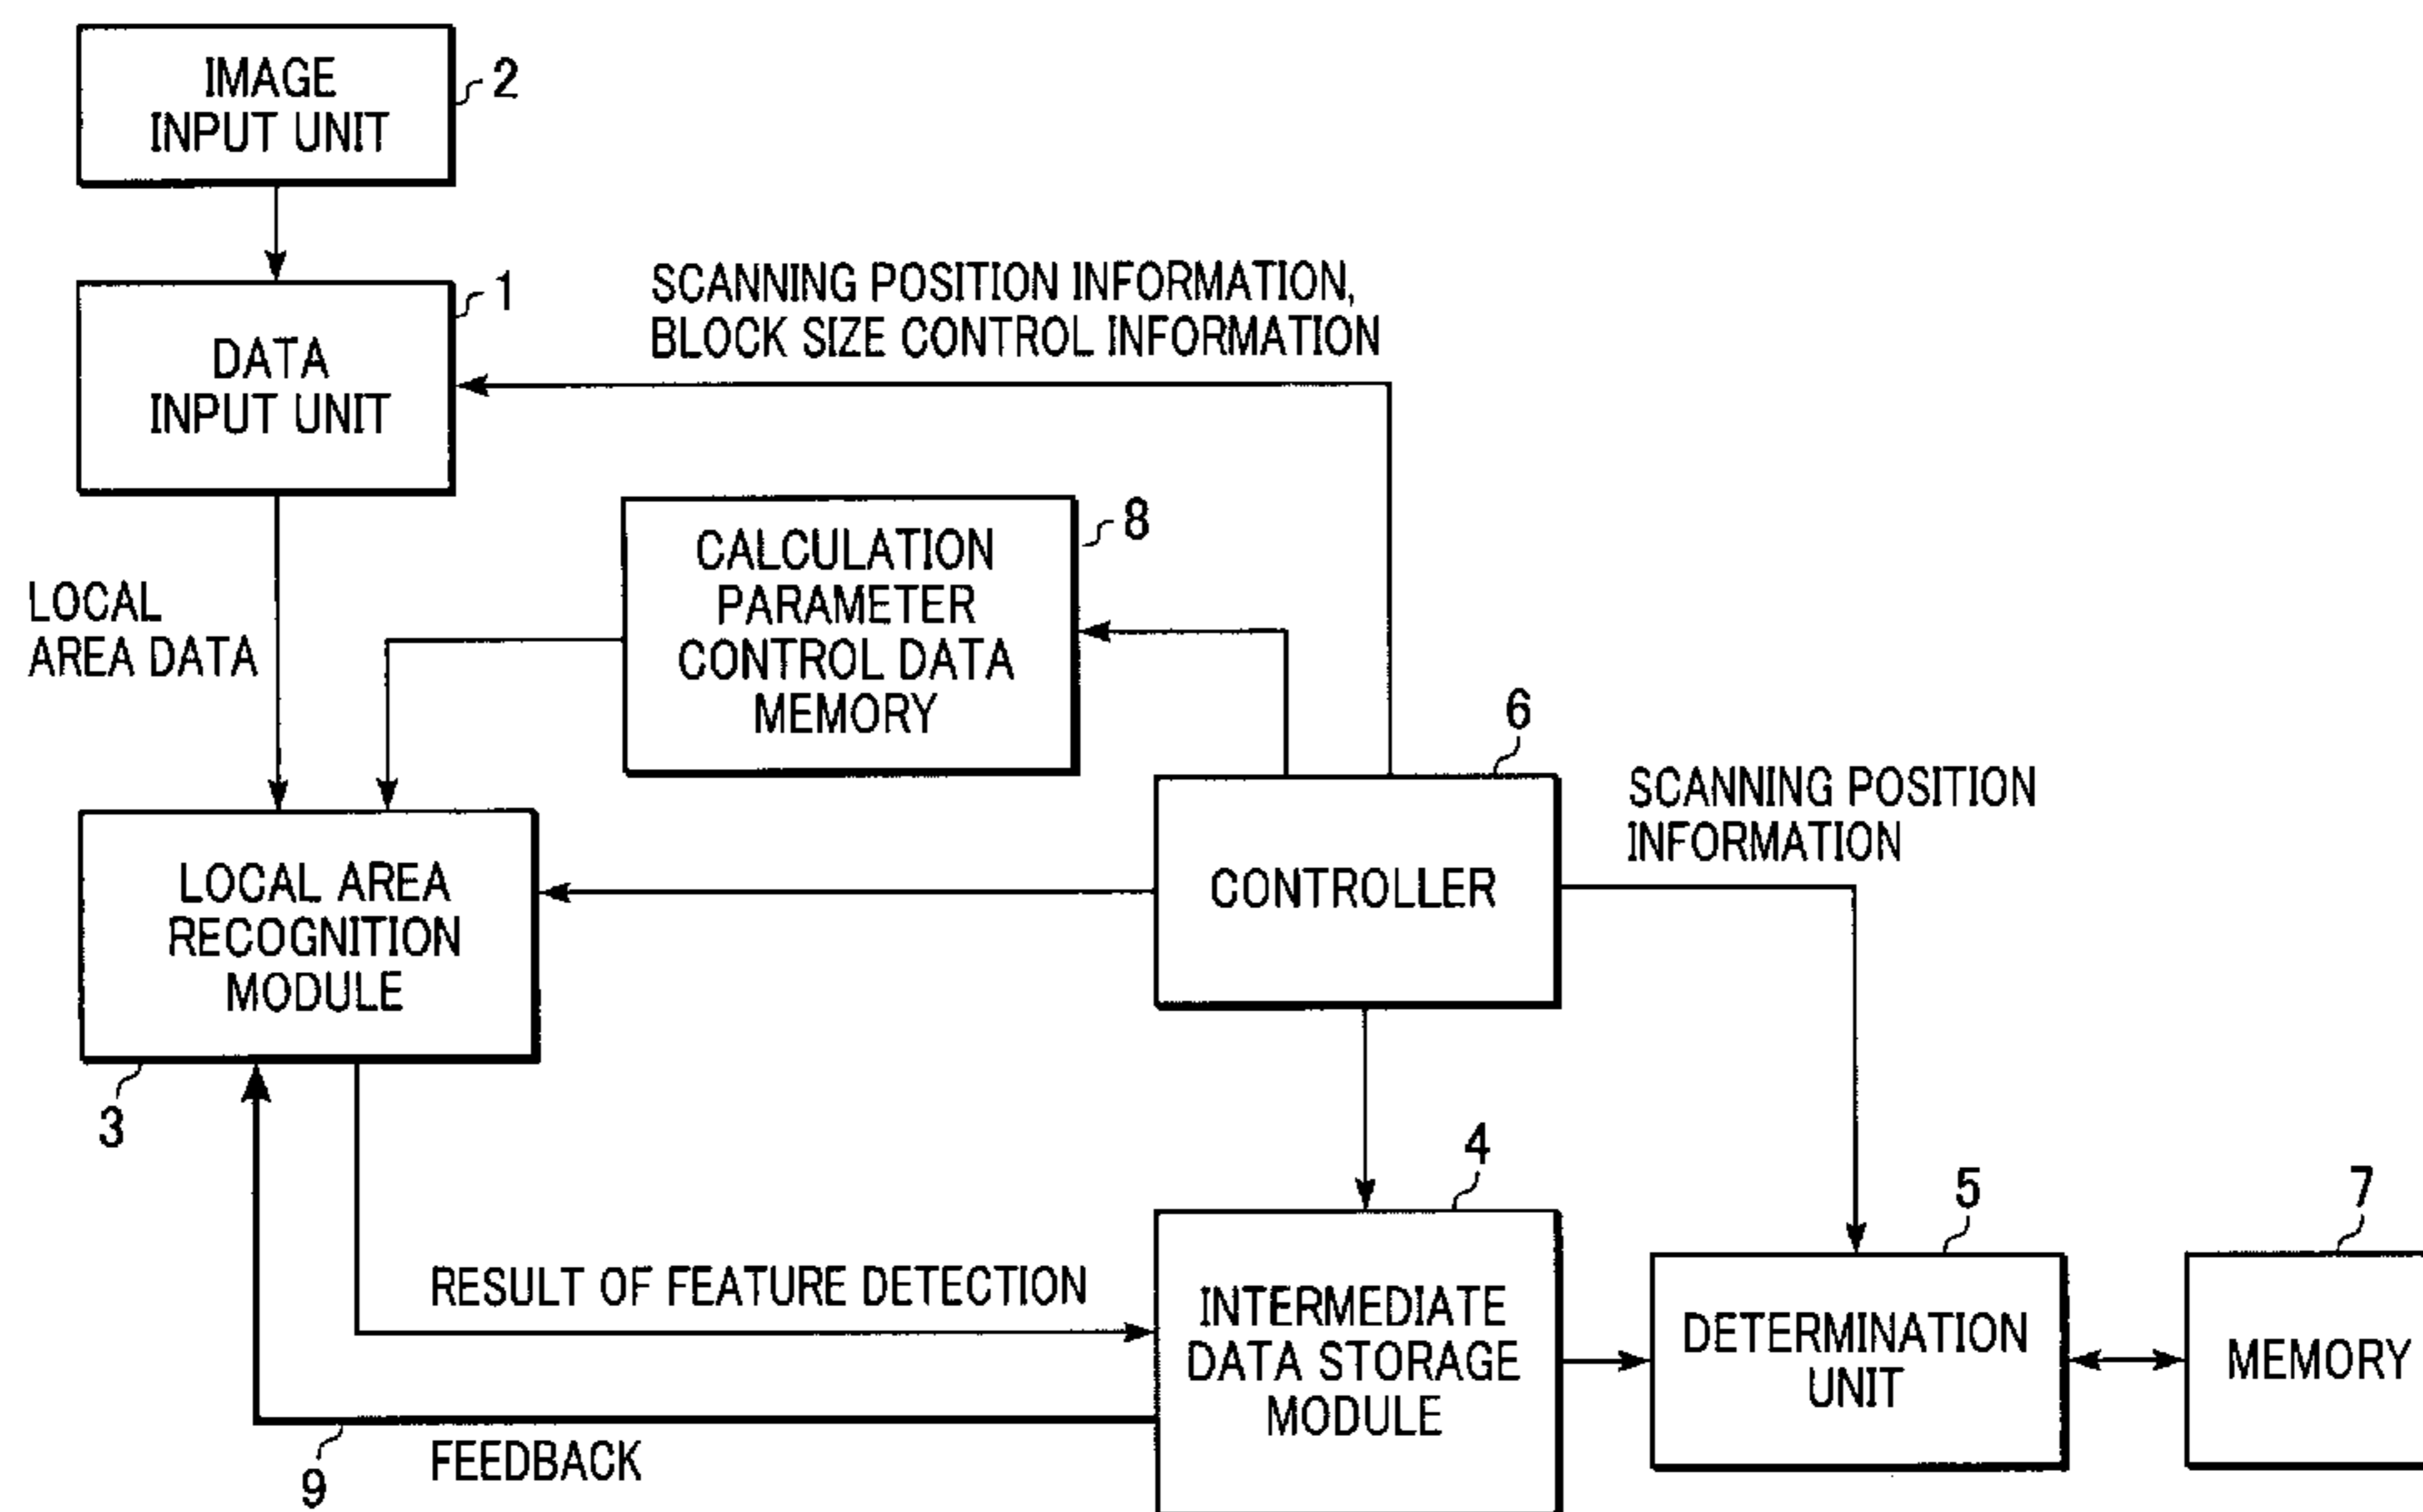 IMAGE
INPUT UNIT
2
DATA
INPUT UNIT
1
SCANNING POSITION INFORMATION,
BLOCK SIZE CONTROL INFORMATION
CALCULATION
PARAMETER
CONTROL DATA
MEMORY
8
LOCAL
AREA DATA
6
CONTROLLER
SCANNING POSITION
INFORMATION
LOCAL AREA
RECOGNITION
MODULE
3
4
5
7
RESULT OF FEATURE DETECTION
INTERMEDIATE
DATA STORAGE
MODULE
DETERMINATION
UNIT
MEMORY
FEEDBACK
9